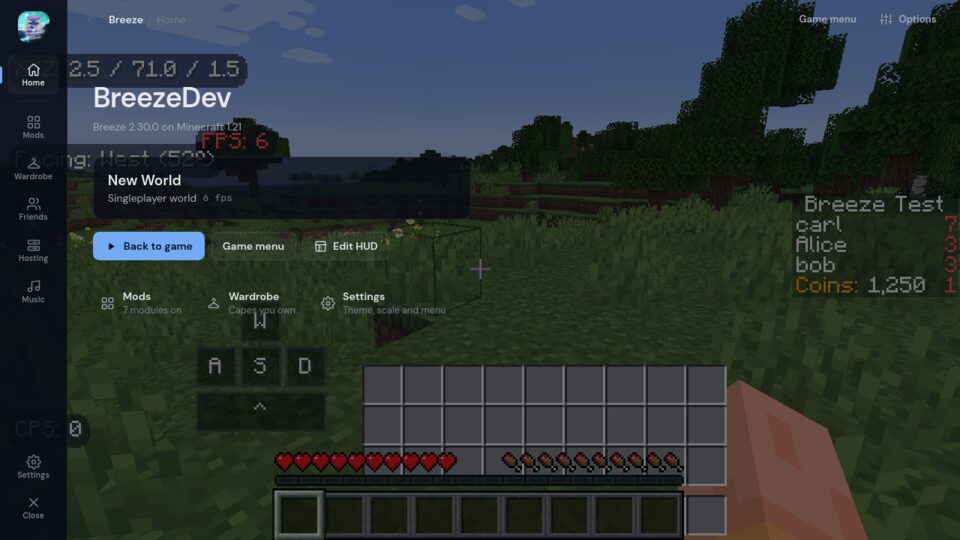 Breeze / Home
Game menu
Options
2.5 / 71.0 / 1.5
Home
BreezeDev
Breeze 2.30.0 on Minecraft 1.21
FPS: 6
Mods
Facing: West (52°)
Wardrobe
New World
Singleplayer world 6 fps
Friends
Breeze Test
carl 7
Alice 3
bob 3
Coins: 1,250 1
Back to game
Game menu
Edit HUD
Hosting
Music
Mods
7 modules on
Wardrobe
Capes you own
Settings
Theme, scale and menu
W
A
S
D
^
CPS: 0
Settings
Close